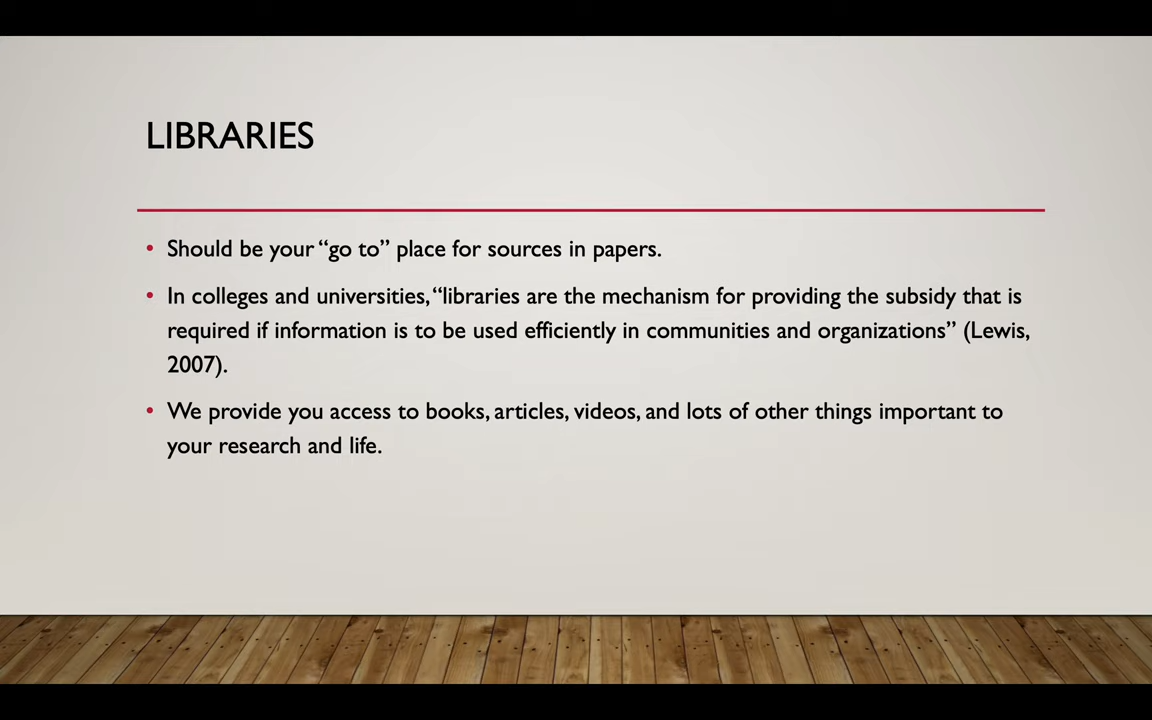 LIBRARIES
• Should be your “go to” place for sources in papers.
• In colleges and universities, “libraries are the mechanism for providing the subsidy that is
required if information is to be used efficiently in communities and organizations” (Lewis,
2007).
• We provide you access to books, articles, videos, and lots of other things important to
your research and life.